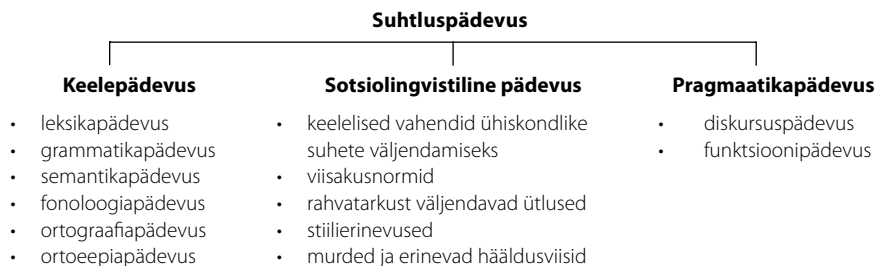 Suhtluspädevus
Keelepädevus
• leksikapädevus
• grammatikapädevus
• semantikapädevus
• fonoloogiapädevus
• ortograafiapädevus
• ortoeepiapädevus
Sotsiolingvistiline pädevus
• keelelised vahendid ühiskondlike
suhete väljendamiseks
• viisakusnormid
• rahvatarkust väljendavad ütlused
• stiilierinevused
• murded ja erinevad hääldusviisid
Pragmaatikapädevus
• diskursuspädevus
• funktsioonipädevus